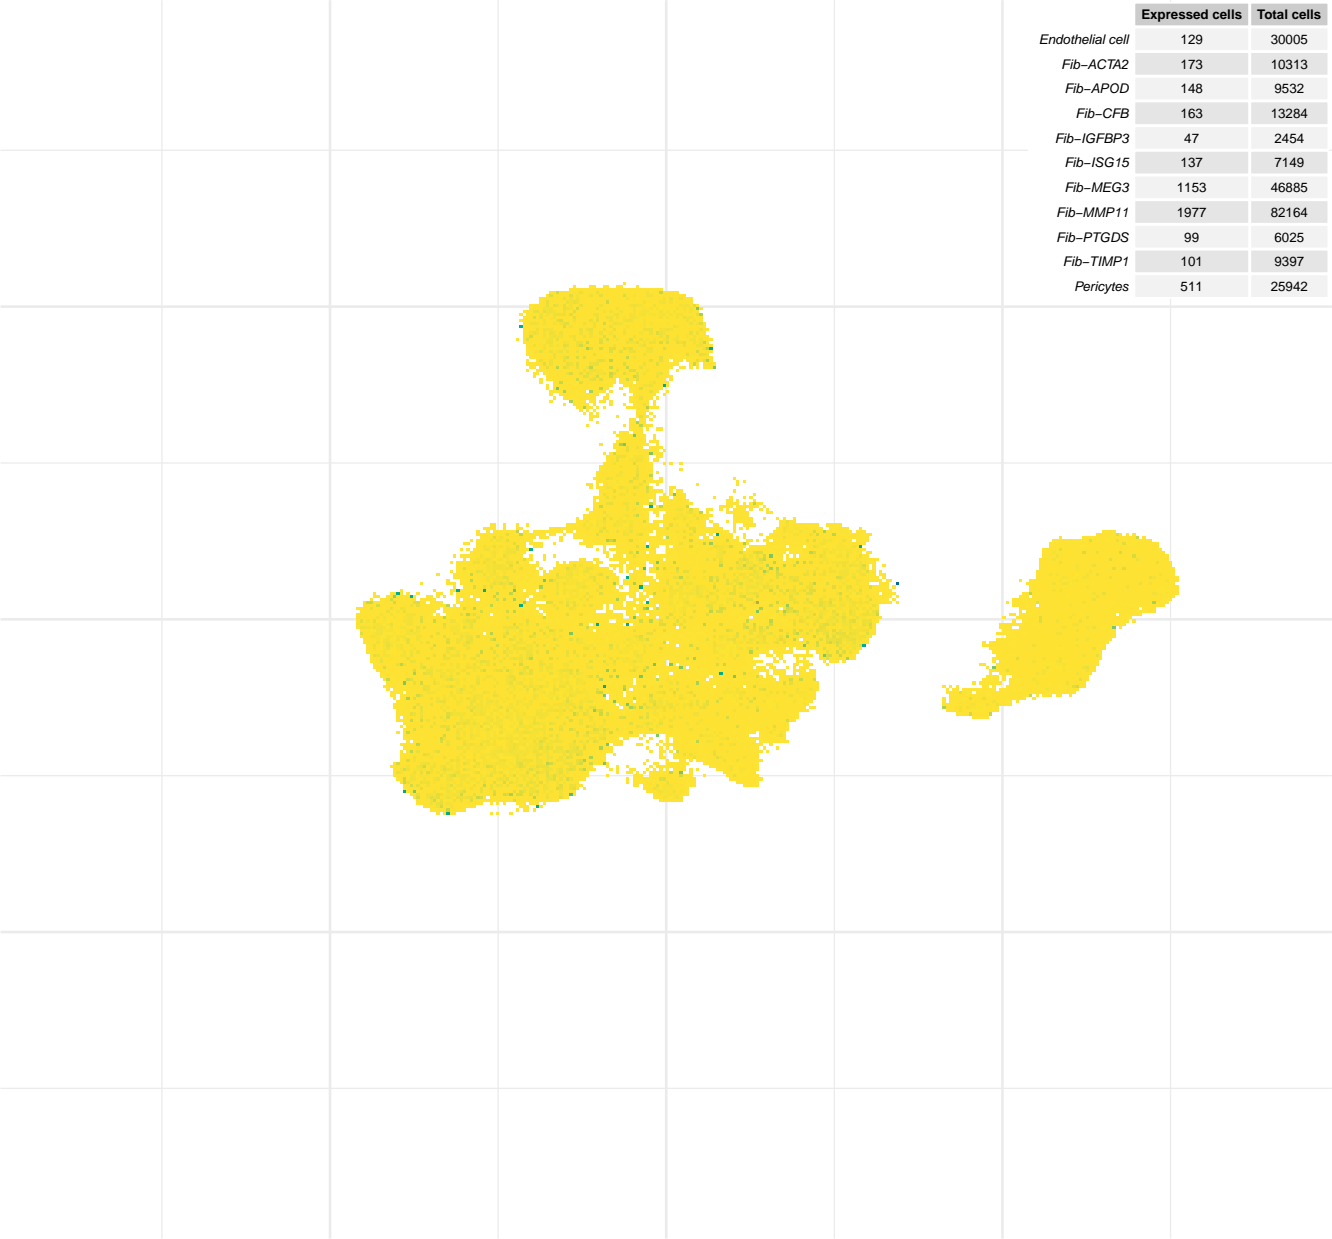 Expressed cells Total cells
Endothelial cell 129 30005
Fib−ACTA2 173 10313
Fib−APOD 148 9532
Fib−CFB 163 13284
Fib−IGFBP3 47 2454
Fib−ISG15 137 7149
Fib−MEG3 1153 46885
Fib−MMP11 1977 82164
Fib−PTGDS 99 6025
Fib−TIMP1 101 9397
Pericytes 511 25942